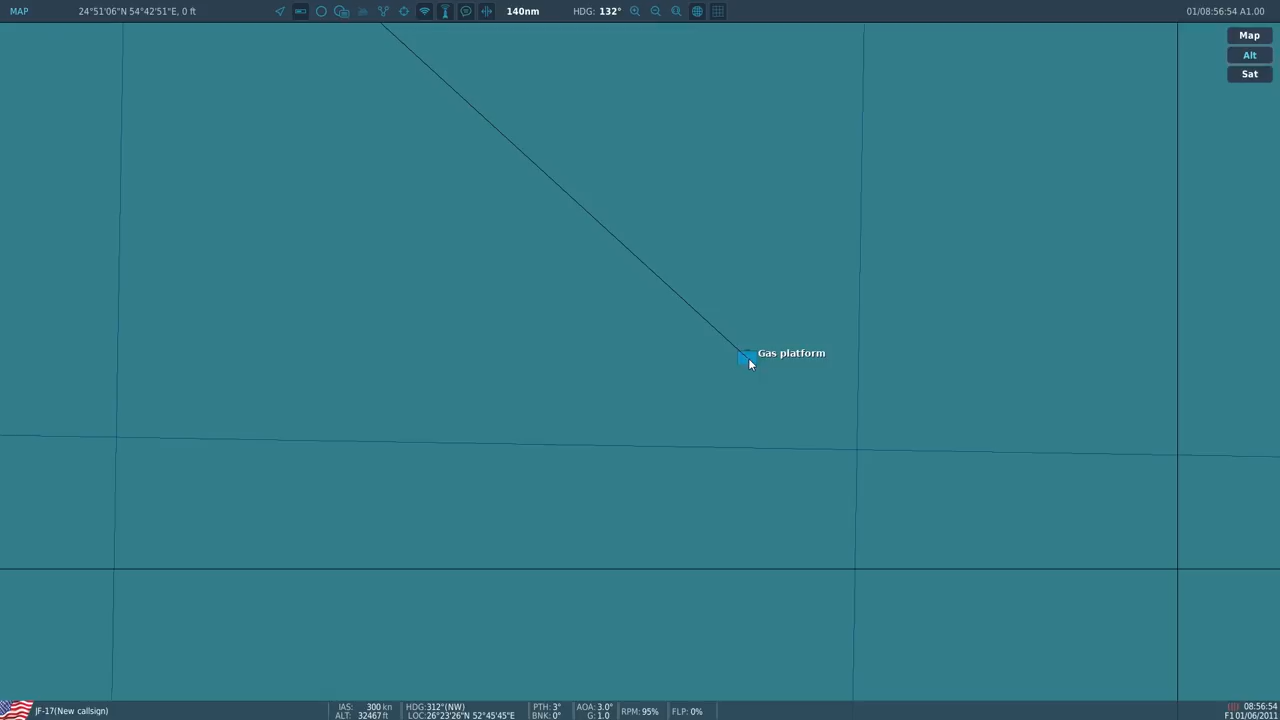 MAP 24°51'06"N 54°42'51"E, 0 ft 140nm HDG: 132° 01/08:56:54 A1.00
Map
Alt
Sat
Gas platform
JF-17(New callsign)
IAS: 300 kn
ALT: 32467 ft
HDG:312°(NW)
LOC:26°23'26"N 52°45'45"E
PTH: 3°
BNK: 0°
AOA: 3.0°
G: 1.0
RPM: 95%
FLP: 0%
08:56:54
F1 01/06/2011